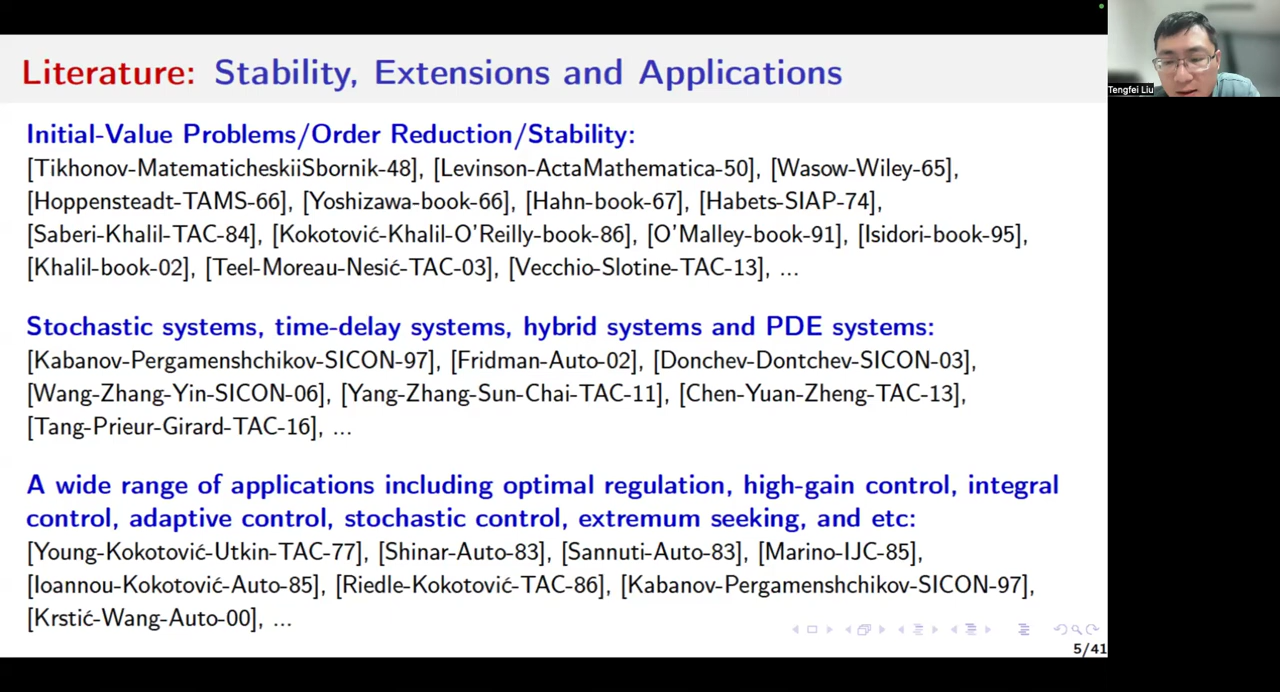 Literature: Stability, Extensions and Applications
Initial-Value Problems/Order Reduction/Stability:
[Tikhonov-MatematicheskiiSbornik-48], [Levinson-ActaMathematica-50], [Wasow-Wiley-65],
[Hoppensteadt-TAMS-66], [Yoshizawa-book-66], [Hahn-book-67], [Habets-SIAP-74],
[Saberi-Khalil-TAC-84], [Kokotović-Khalil-O'Reilly-book-86], [O'Malley-book-91], [Isidori-book-95],
[Khalil-book-02], [Teel-Moreau-Nesić-TAC-03], [Vecchio-Slotine-TAC-13], ...
Stochastic systems, time-delay systems, hybrid systems and PDE systems:
[Kabanov-Pergamenshchikov-SICON-97], [Fridman-Auto-02], [Donchev-Dontchev-SICON-03],
[Wang-Zhang-Yin-SICON-06], [Yang-Zhang-Sun-Chai-TAC-11], [Chen-Yuan-Zheng-TAC-13],
[Tang-Prieur-Girard-TAC-16], ...
A wide range of applications including optimal regulation, high-gain control, integral
control, adaptive control, stochastic control, extremum seeking, and etc:
[Young-Kokotović-Utkin-TAC-77], [Shinar-Auto-83], [Sannuti-Auto-83], [Marino-IJC-85],
[Ioannou-Kokotović-Auto-85], [Riedle-Kokotović-TAC-86], [Kabanov-Pergamenshchikov-SICON-97],
[Krstić-Wang-Auto-00], ...
5/41
Tengfei Liu